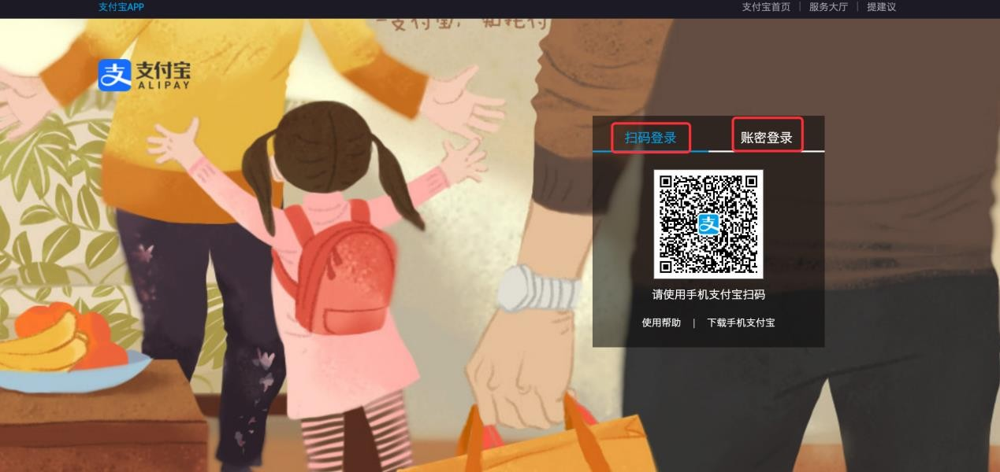 支付宝APP
支付宝首页 | 服务大厅 | 提建议
支付宝
ALIPAY
扫码登录 账密登录
支
请使用手机支付宝扫码
使用帮助 | 下载手机支付宝